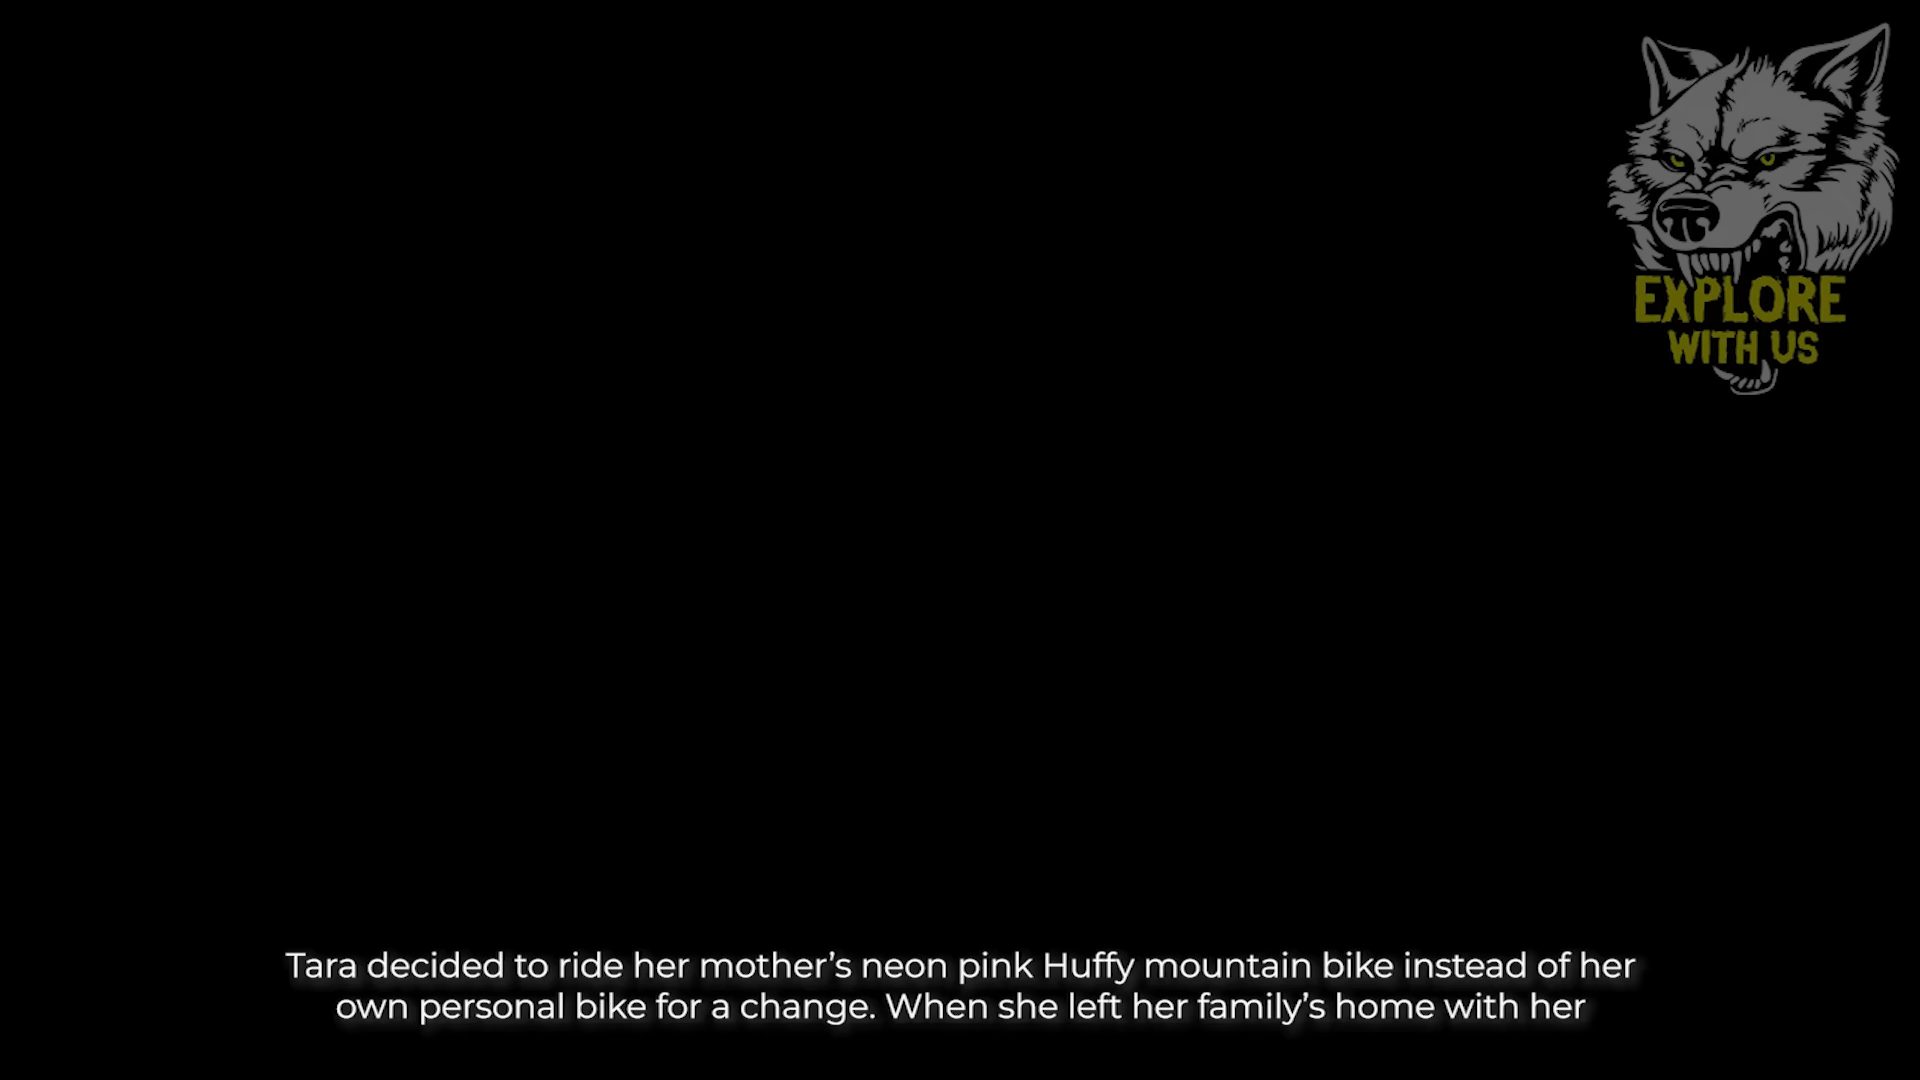 EXPLORE
WITH US
Tara decided to ride her mother’s neon pink Huffy mountain bike instead of her
own personal bike for a change. When she left her family’s home with her